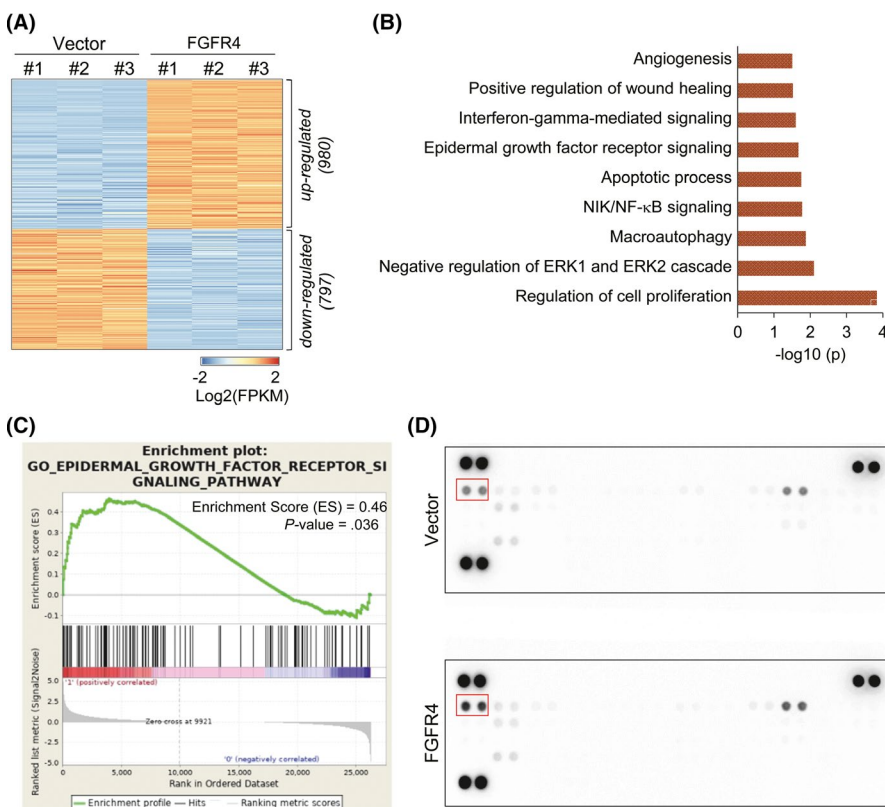 (A)
Vector FGFR4
#1 #2 #3 #1 #2 #3
up-regulated
(980)
down-regulated
(797)
-2 2
Log2(FPKM)
(B)
Angiogenesis
Positive regulation of wound healing
Interferon-gamma-mediated signaling
Epidermal growth factor receptor signaling
Apoptotic process
NIK/NF-κB signaling
Macroautophagy
Negative regulation of ERK1 and ERK2 cascade
Regulation of cell proliferation
0 1 2 3 4
-log10 (p)
(C)
Enrichment plot:
GO_EPIDERMAL_GROWTH_FACTOR_RECEPTOR_SI
GNALING_PATHWAY
Enrichment Score (ES) = 0.46
P-value = .036
Enrichment score (ES)
0.4
0.3
0.2
0.1
0.0
-0.1
Ranked list metric (Signal2Noise)
'1' (positively correlated)
5.0
2.5
0.0
-2.5
-5.0
Zero cross at 9921
'0' (negatively correlated)
0 5,000 10,000 15,000 20,000 25,000
Rank in Ordered Dataset
Enrichment profile Hits Ranking metric scores
(D)
Vector
FGFR4